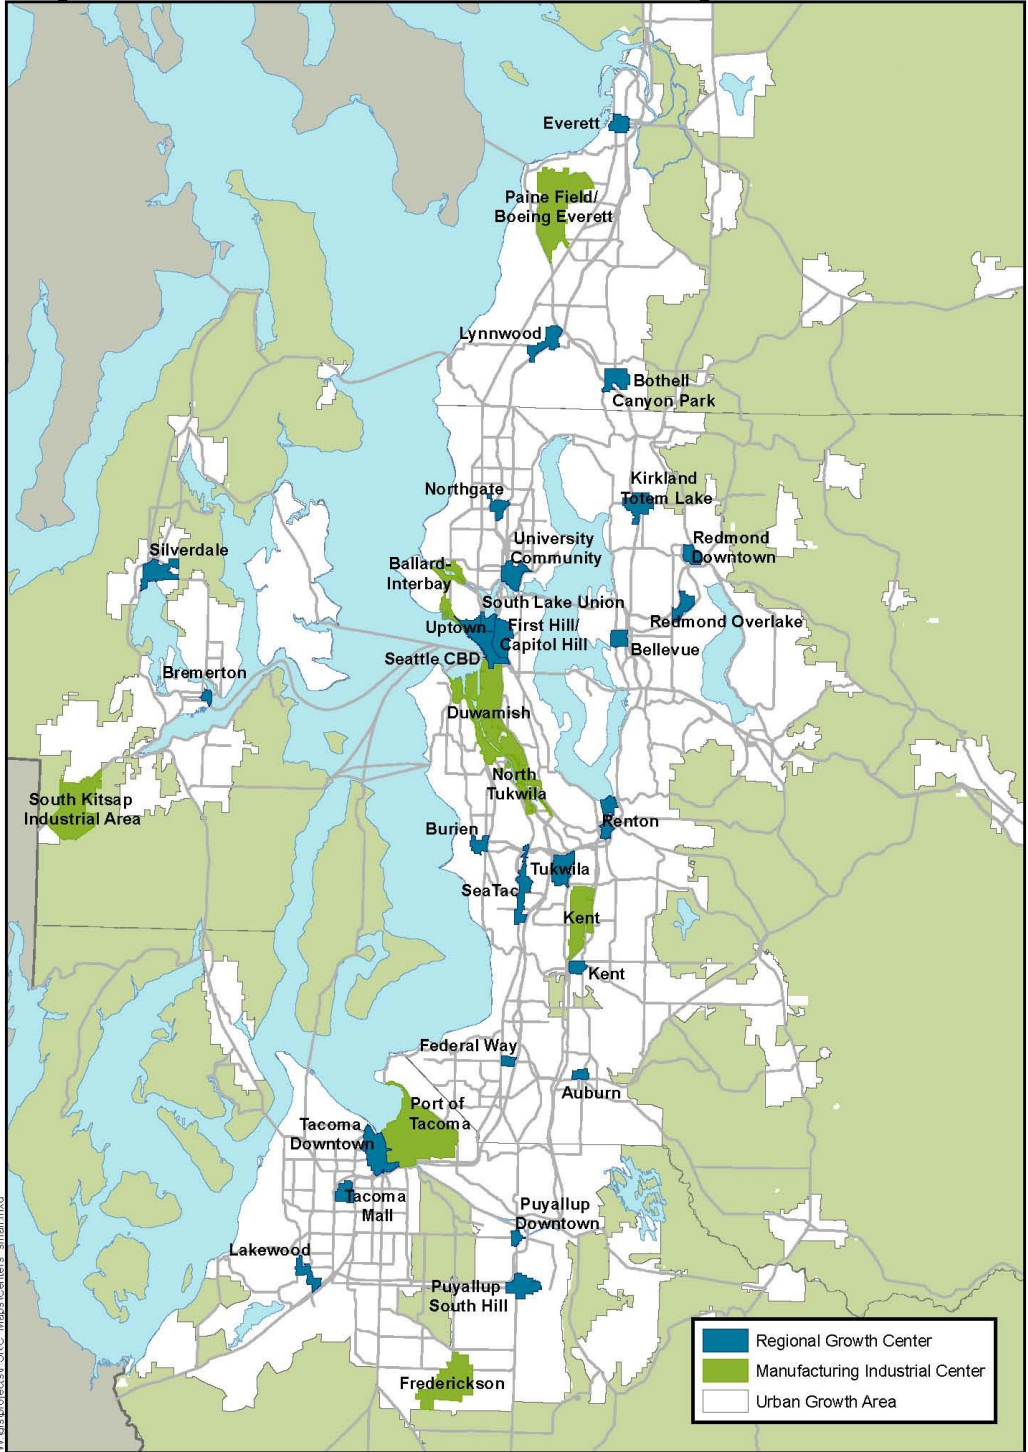 Everett
Paine Field/
Boeing Everett
Lynnwood
Bothell
Canyon Park
Northgate
Kirkland
Totem Lake
University
Community
Redmond
Downtown
Silverdale
Ballard-
Interbay
South Lake Union
Uptown
First Hill/
Capitol Hill
Redmond Overlake
Bellevue
Seattle CBD
Bremerton
Duwamish
North
Tukwila
South Kitsap
Industrial Area
Burien
Renton
Tukwila
SeaTac
Kent
Kent
Federal Way
Auburn
Port of
Tacoma
Tacoma
Downtown
Tacoma
Mall
Puyallup
Downtown
Lakewood
Puyallup
South Hill
Frederickson
Regional Growth Center
Manufacturing Industrial Center
Urban Growth Area